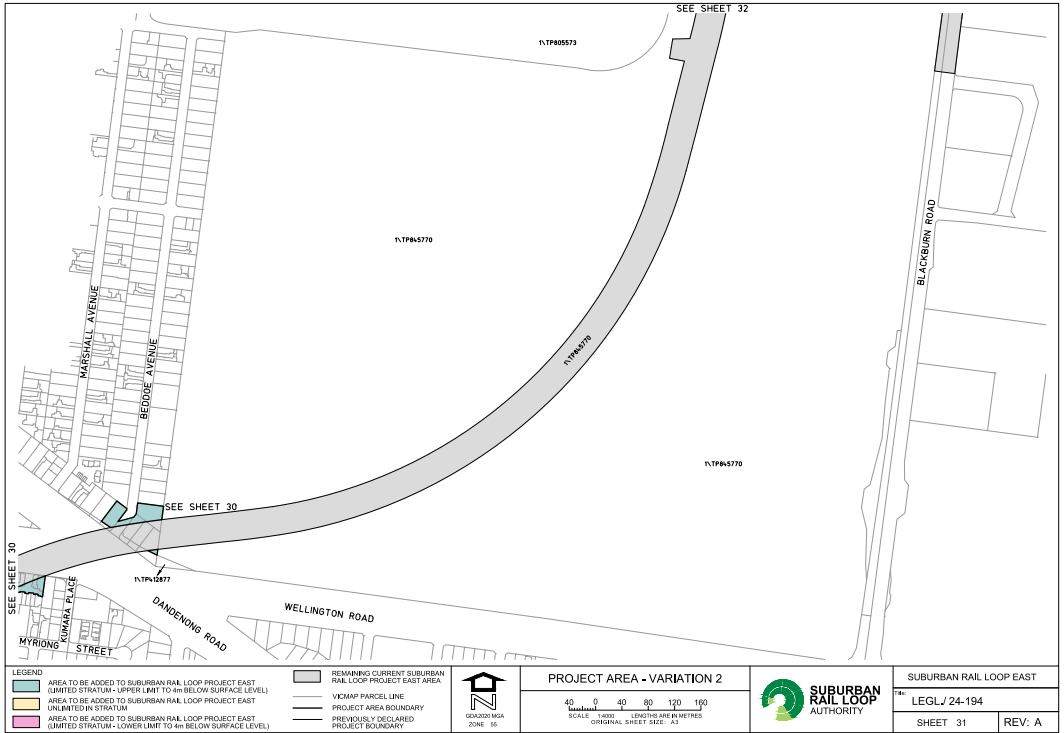 SEE SHEET 32
1\TP805573
BLACKBURN ROAD
1\TP845770
MARSHALL AVENUE
BEDDOE AVENUE
1\TP845770
1\TP845770
SEE SHEET 30
SEE SHEET 30
1\TP412877
KUMARA PLACE
DANDENONG ROAD
WELLINGTON ROAD
MYRIONG STREET
LEGEND
AREA TO BE ADDED TO SUBURBAN RAIL LOOP PROJECT EAST
(LIMITED STRATUM - UPPER LIMIT TO 4m BELOW SURFACE LEVEL)
AREA TO BE ADDED TO SUBURBAN RAIL LOOP PROJECT EAST
UNLIMITED IN STRATUM
AREA TO BE ADDED TO SUBURBAN RAIL LOOP PROJECT EAST
(LIMITED STRATUM - LOWER LIMIT TO 4m BELOW SURFACE LEVEL)
REMAINING CURRENT SUBURBAN
RAIL LOOP PROJECT EAST AREA
VICMAP PARCEL LINE
PROJECT AREA BOUNDARY
PREVIOUSLY DECLARED
PROJECT BOUNDARY
N
GDA2020 MGA
ZONE 55
PROJECT AREA - VARIATION 2
40 0 40 80 120 160
SCALE 1:4000 LENGTHS ARE IN METRES
ORIGINAL SHEET SIZE: A3
SUBURBAN
RAIL LOOP
AUTHORITY
SUBURBAN RAIL LOOP EAST
Title:
LEGL./ 24-194
SHEET 31
REV: A